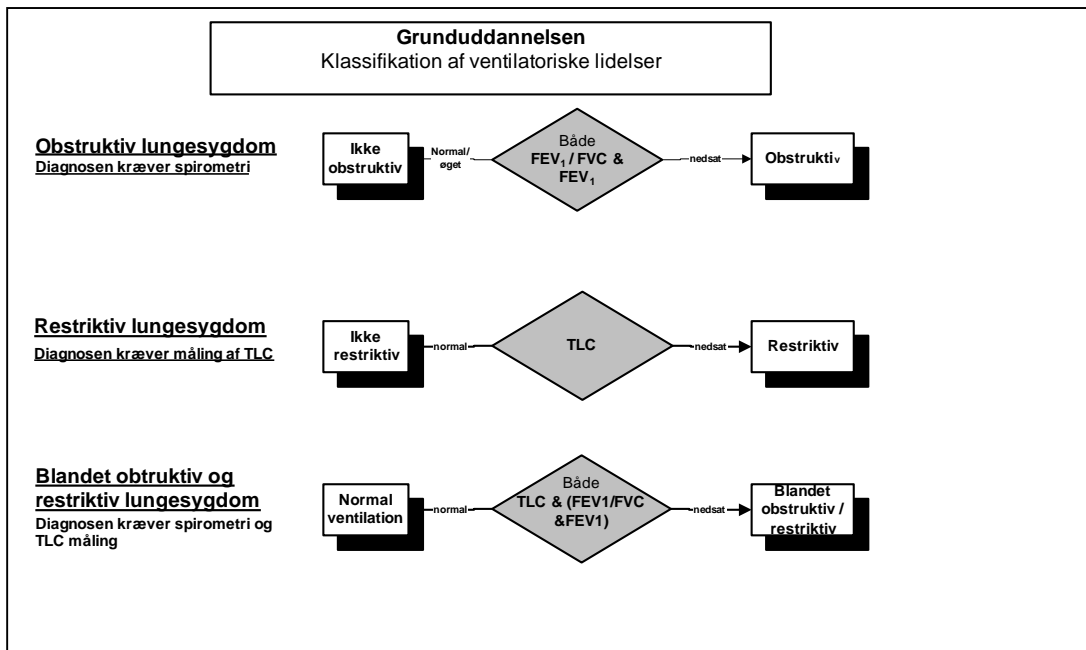 Grunduddannelsen
Klassifikation af ventilatoriske lidelser
Obstruktiv lungesygdom
Diagnosen kræver spirometri
Ikke
obstruktiv
Normal/
øget
Både
FEV1 / FVC &
FEV1
nedsat
Obstruktiv
Restriktiv lungesygdom
Diagnosen kræver måling af TLC
Ikke
restriktiv
normal
TLC
nedsat
Restriktiv
Blandet obtruktiv og
restriktiv lungesygdom
Diagnosen kræver spirometri og
TLC måling
Normal
ventilation
normal
Både
TLC & (FEV1/FVC
&FEV1)
nedsat
Blandet
obstruktiv /
restriktiv